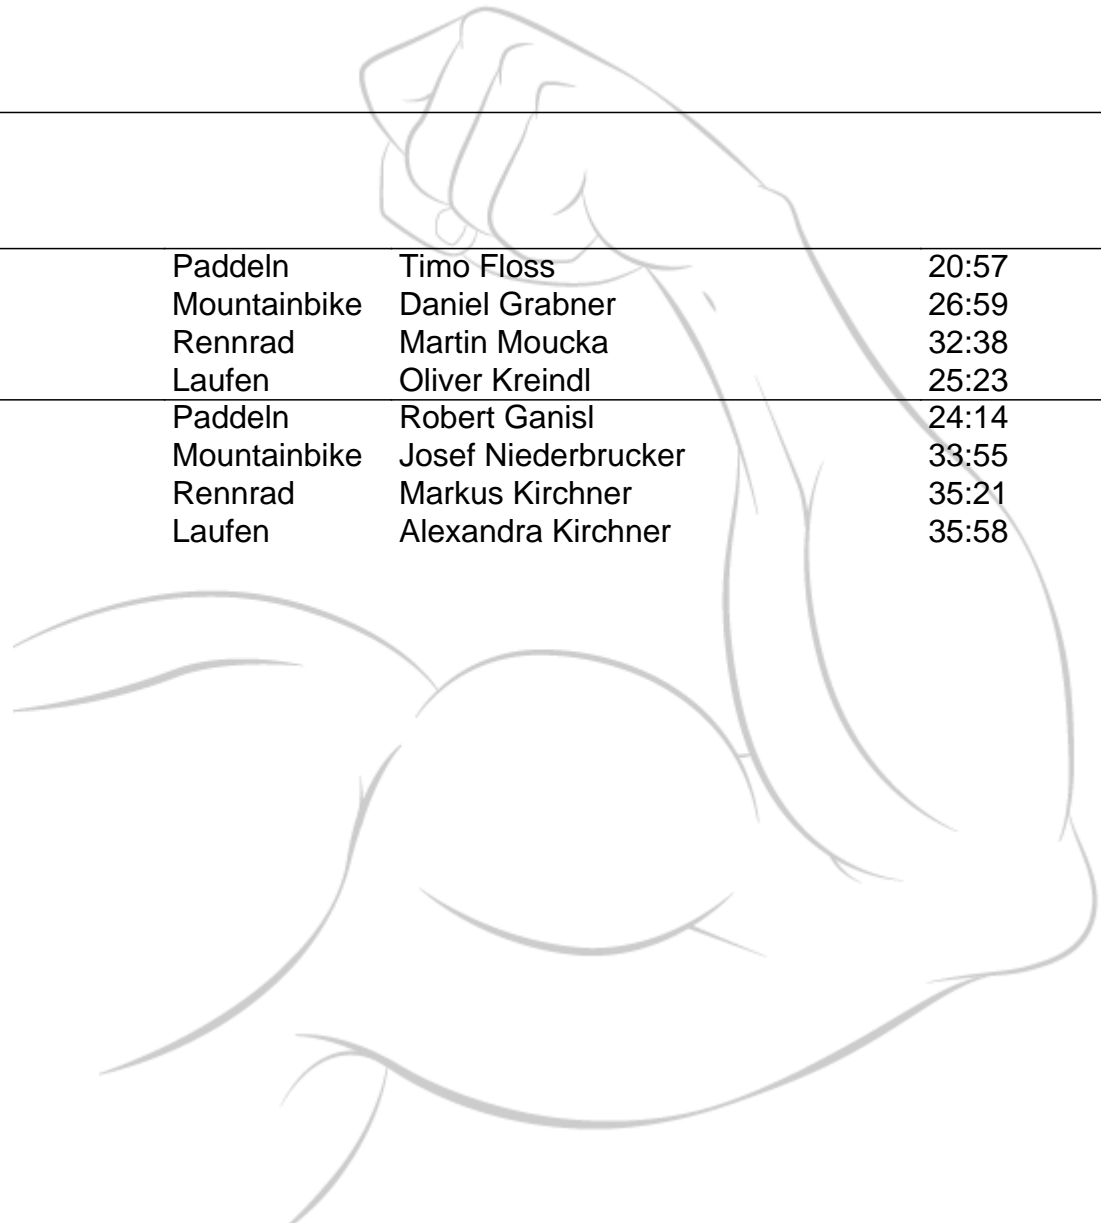 Paddeln Timo Floss 20:57
Mountainbike Daniel Grabner 26:59
Rennrad Martin Moucka 32:38
Laufen Oliver Kreindl 25:23
Paddeln Robert Ganisl 24:14
Mountainbike Josef Niederbrucker 33:55
Rennrad Markus Kirchner 35:21
Laufen Alexandra Kirchner 35:58